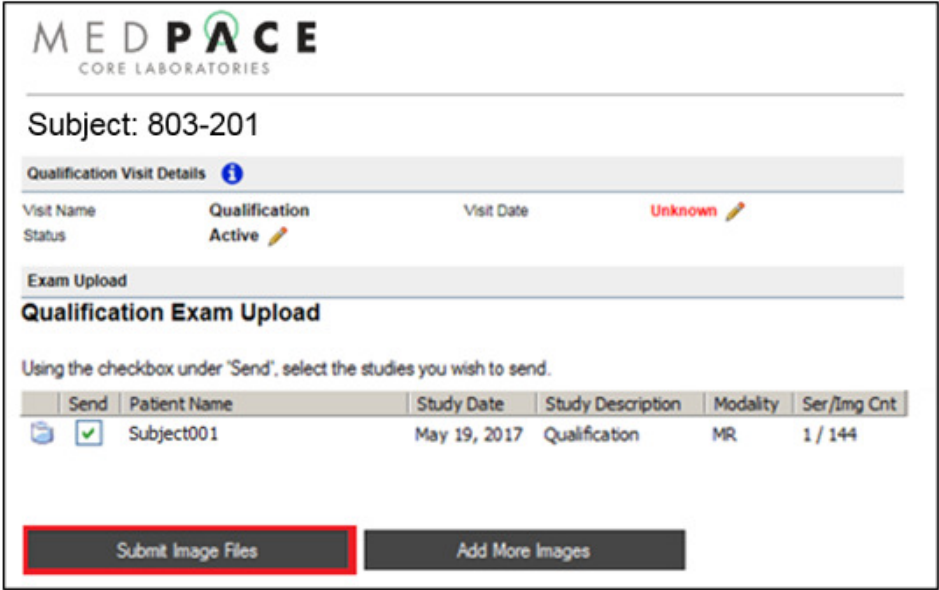 MEDPACE
CORE LABORATORIES
Subject: 803-201
Qualification Visit Details i
Visit Name Qualification Visit Date Unknown
Status Active
Exam Upload
Qualification Exam Upload
Using the checkbox under 'Send', select the studies you wish to send.
Send Patient Name Study Date Study Description Modality Ser/Img Cnt
Subject001 May 19, 2017 Qualification MR 1 / 144
Submit Image Files Add More Images